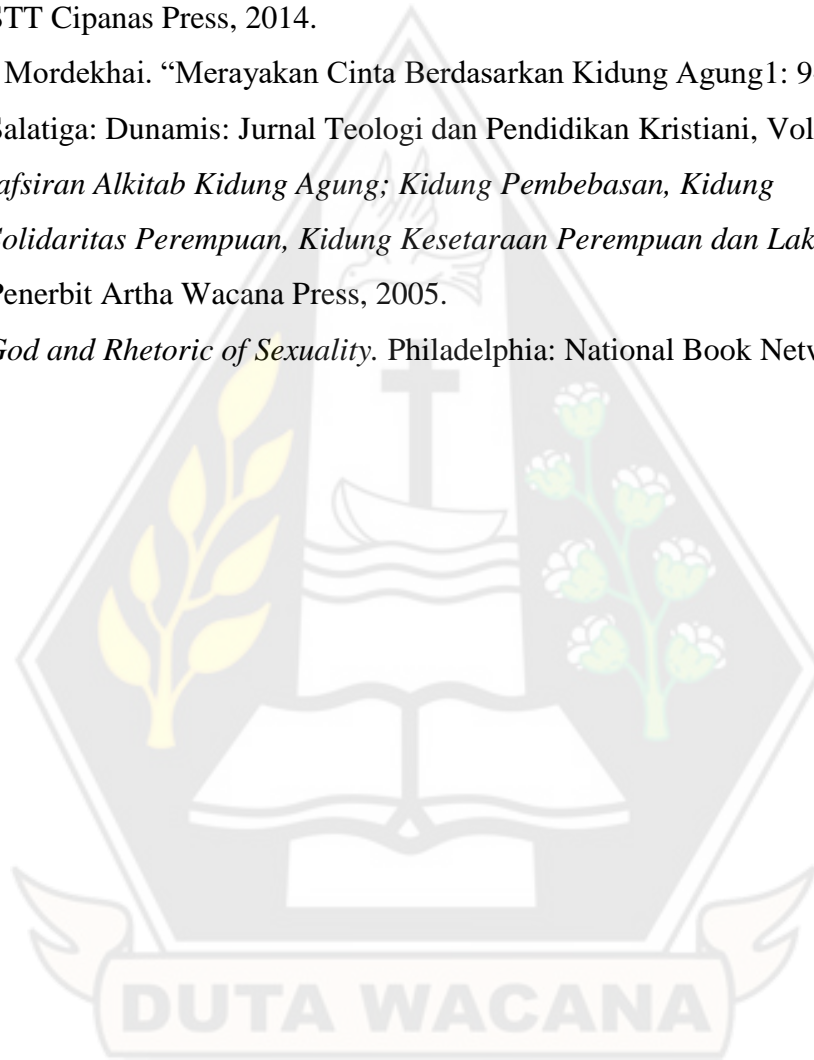 STT Cipanas Press, 2014.
Mordekhai. “Merayakan Cinta Berdasarkan Kidung Agung1: 9-
Salatiga: Dunamis: Jurnal Teologi dan Pendidikan Kristiani, Vol
afsiran Alkitab Kidung Agung; Kidung Pembebasan, Kidung
Solidaritas Perempuan, Kidung Kesetaraan Perempuan dan Lak
Penerbit Artha Wacana Press, 2005.
God and Rhetoric of Sexuality. Philadelphia: National Book Netw
DUTA WACANA